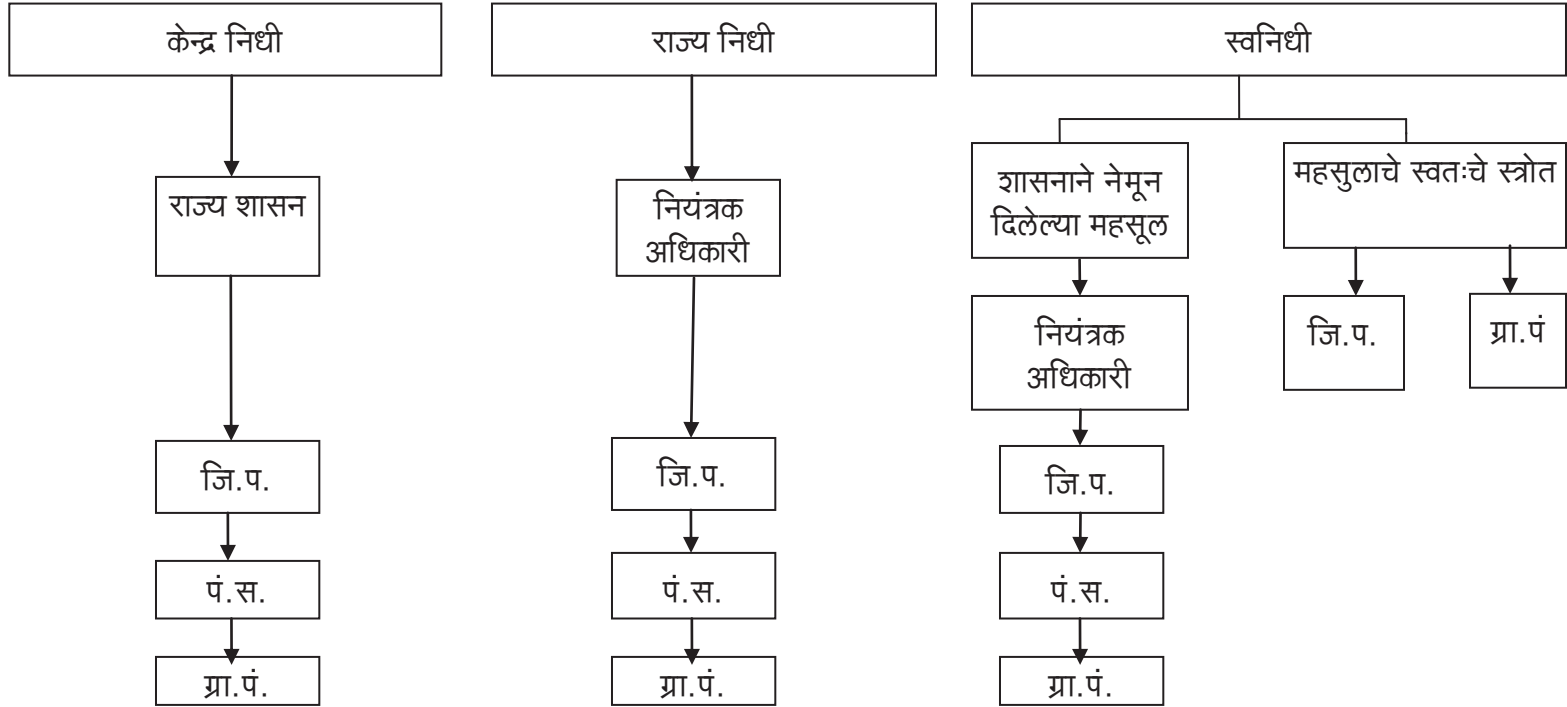 केन्द्र निधी
राज्य शासन
जि.प.
पं.स.
ग्रा.पं.
राज्य निधी
नियंत्रक
अधिकारी
जि.प.
पं.स.
ग्रा.पं.
स्वनिधी
शासनाने नेमून
दिलेल्या महसूल
नियंत्रक
अधिकारी
जि.प.
पं.स.
ग्रा.पं.
महसुलाचे स्वतःचे स्त्रोत
जि.प.
ग्रा.पं